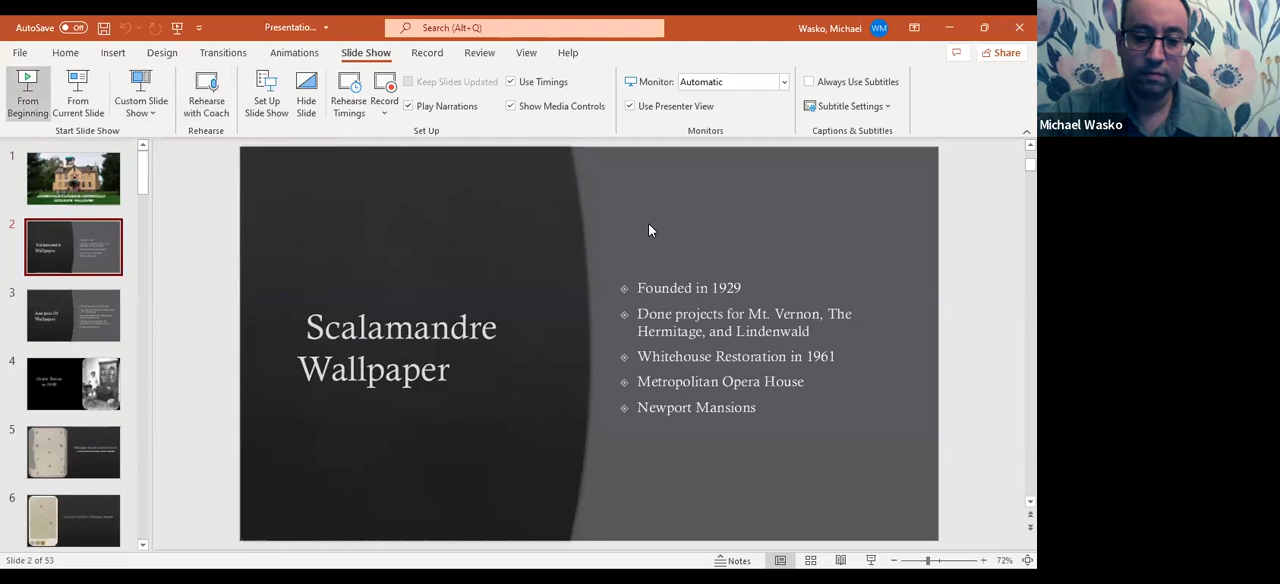 AutoSave Off
Presentatio...
Search (Alt+Q)
Wasko, Michael
WM
File Home Insert Design Transitions Animations Slide Show Record Review View Help
Share
From Beginning
From Current Slide
Custom Slide Show
Start Slide Show
Rehearse with Coach
Rehearse
Set Up Slide Show
Hide Slide
Rehearse Timings
Record
Keep Slides Updated
Use Timings
Play Narrations
Show Media Controls
Set Up
Monitor: Automatic
Use Presenter View
Monitors
Always Use Subtitles
Subtitle Settings
Captions & Subtitles
Michael Wasko
1
2
Scalamandre
Wallpaper
3
4
5
6
Scalamandre
Wallpaper
Founded in 1929
Done projects for Mt. Vernon, The
Hermitage, and Lindenwald
Whitehouse Restoration in 1961
Metropolitan Opera House
Newport Mansions
Slide 2 of 53
Notes
72%